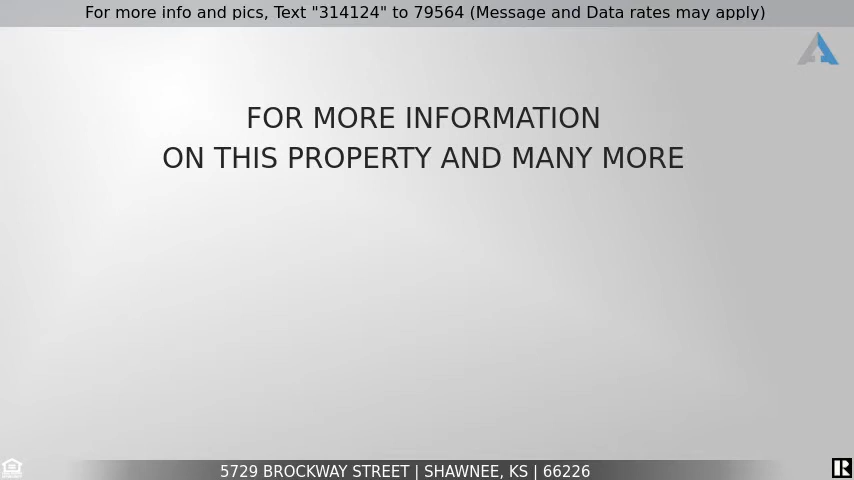 For more info and pics, Text "314124" to 79564 (Message and Data rates may apply)
FOR MORE INFORMATION
ON THIS PROPERTY AND MANY MORE
5729 BROCKWAY STREET | SHAWNEE, KS | 66226